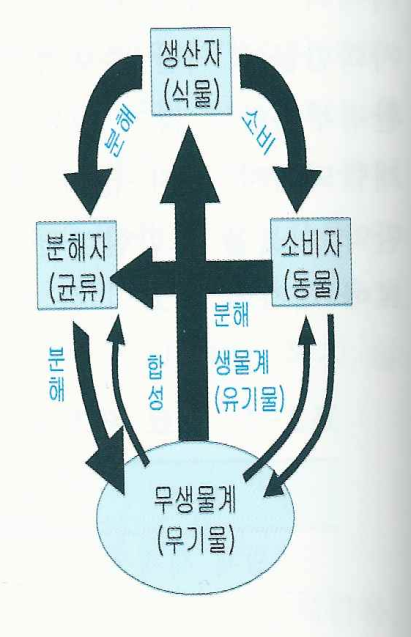 생산자
(식물)
분해
소비
분해자
(균류)
소비자
(동물)
분해
생물계
(유기물)
분해
합성
무생물계
(무기물)